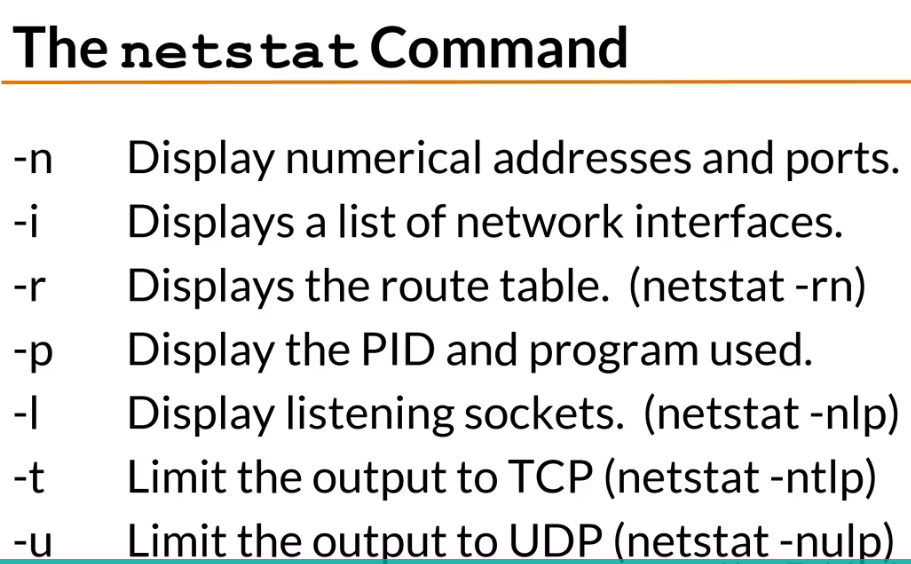 The netstat Command
-n Display numerical addresses and ports.
-i Displays a list of network interfaces.
-r Displays the route table. (netstat -rn)
-p Display the PID and program used.
-l Display listening sockets. (netstat -nlp)
-t Limit the output to TCP (netstat -ntlp)
-u Limit the output to UDP (netstat -nulp)